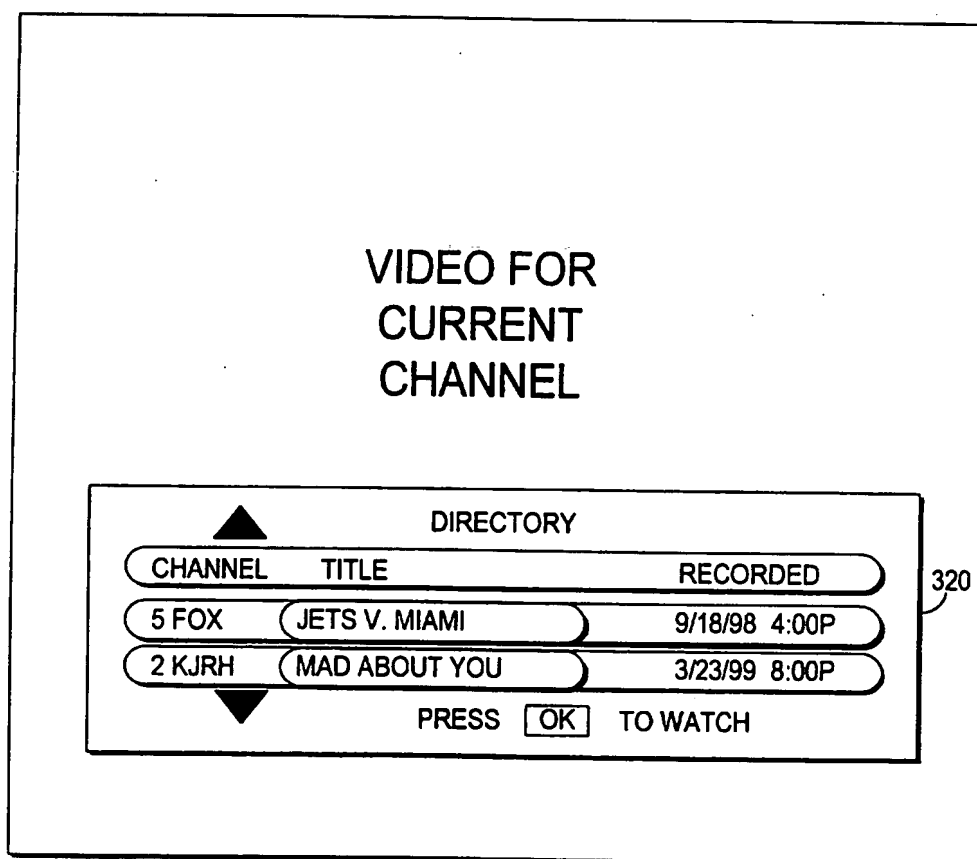 VIDEO FOR
CURRENT
CHANNEL
DIRECTORY
CHANNEL TITLE RECORDED
5 FOX JETS V. MIAMI 9/18/98 4:00P
2 KJRH MAD ABOUT YOU 3/23/99 8:00P
PRESS OK TO WATCH
320